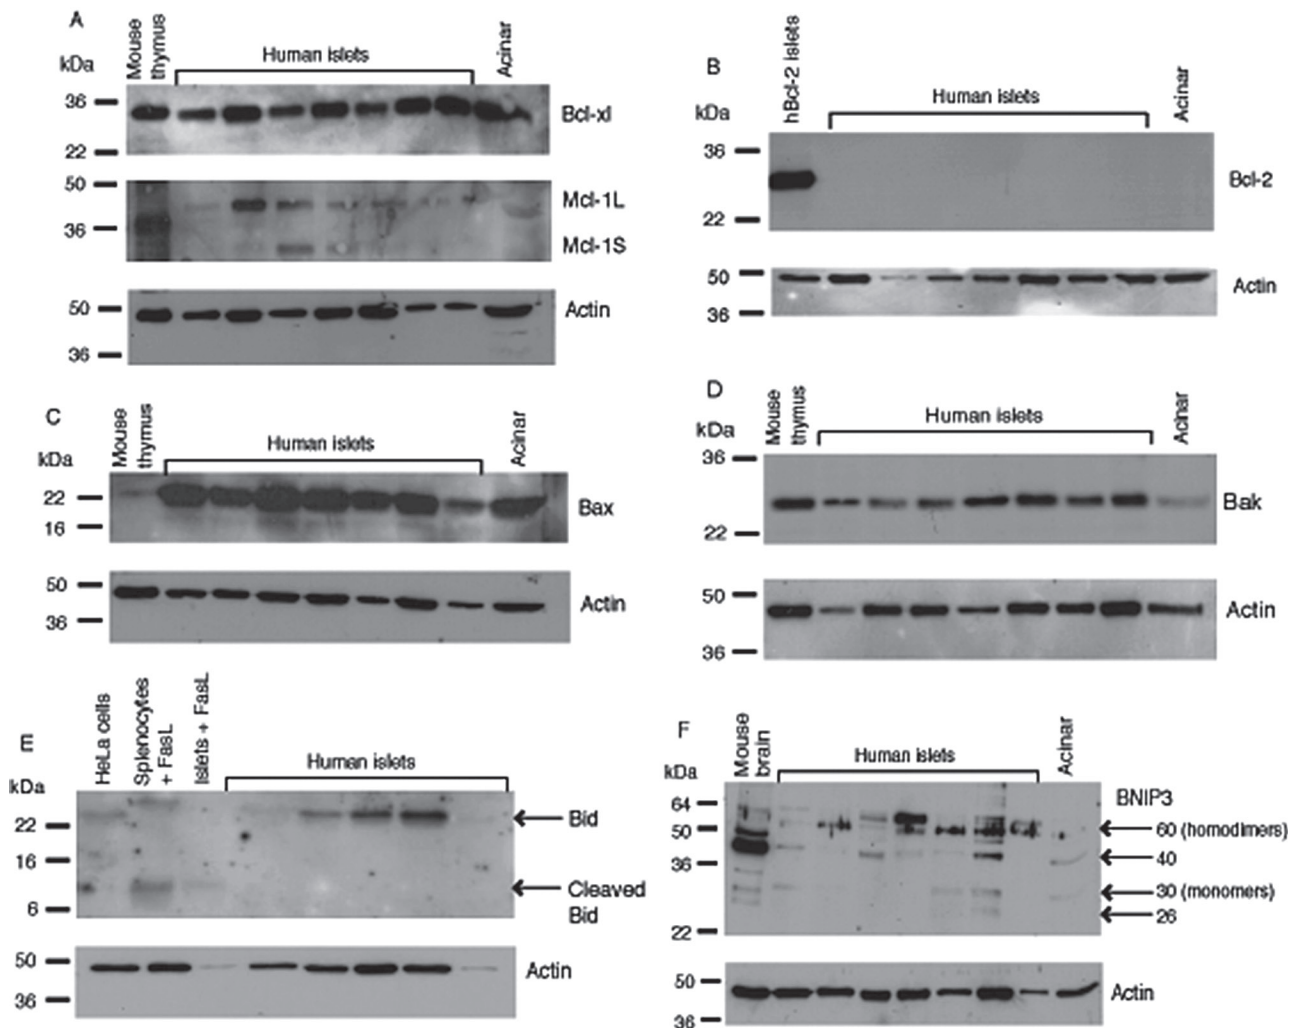 A
kDa
Mouse
thymus
Human islets
Acinar
36
22
Bcl-xl
50
36
Mcl-1L
Mcl-1S
50
36
Actin
B
kDa
hBcl-2 islets
Human islets
Acinar
36
22
Bcl-2
50
36
Actin
C
kDa
Mouse
thymus
Human islets
Acinar
22
16
Bax
50
36
Actin
D
kDa
Mouse
thymus
Human islets
Acinar
36
22
Bak
50
36
Actin
E
kDa
HeLa cells
Splenocytes
+ FasL
Islets + FasL
Human islets
22
16
6
Bid
Cleaved
Bid
50
36
Actin
F
kDa
Mouse
brain
Human islets
Acinar
64
50
36
22
BNIP3
60 (homodimers)
40
30 (monomers)
26
50
36
Actin